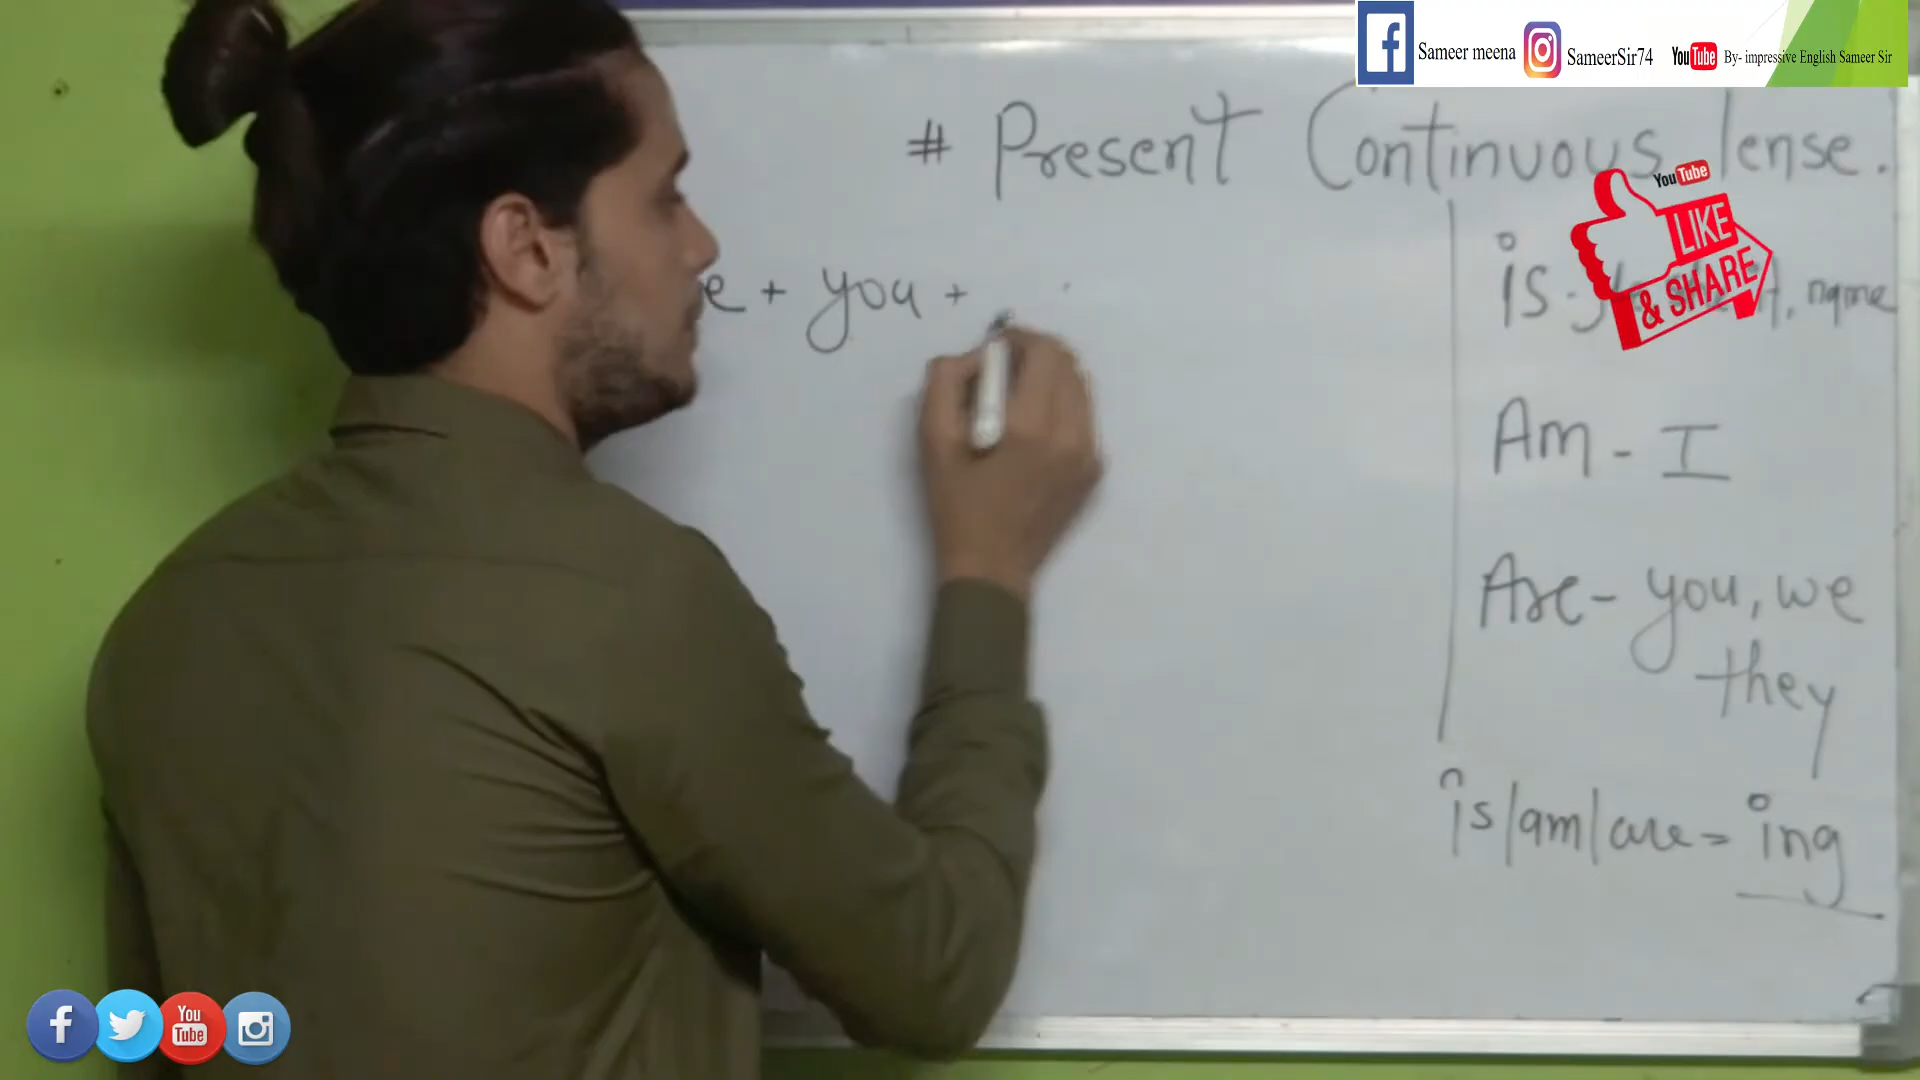 Sameer meena SameerSir74 YouTube By- impressive English Sameer Sir
# Present Continuous Tense.
YouTube
LIKE
& SHARE
+ you +
is - name
Am - I
Are - you, we
they
is/am/are = ing
You
Tube